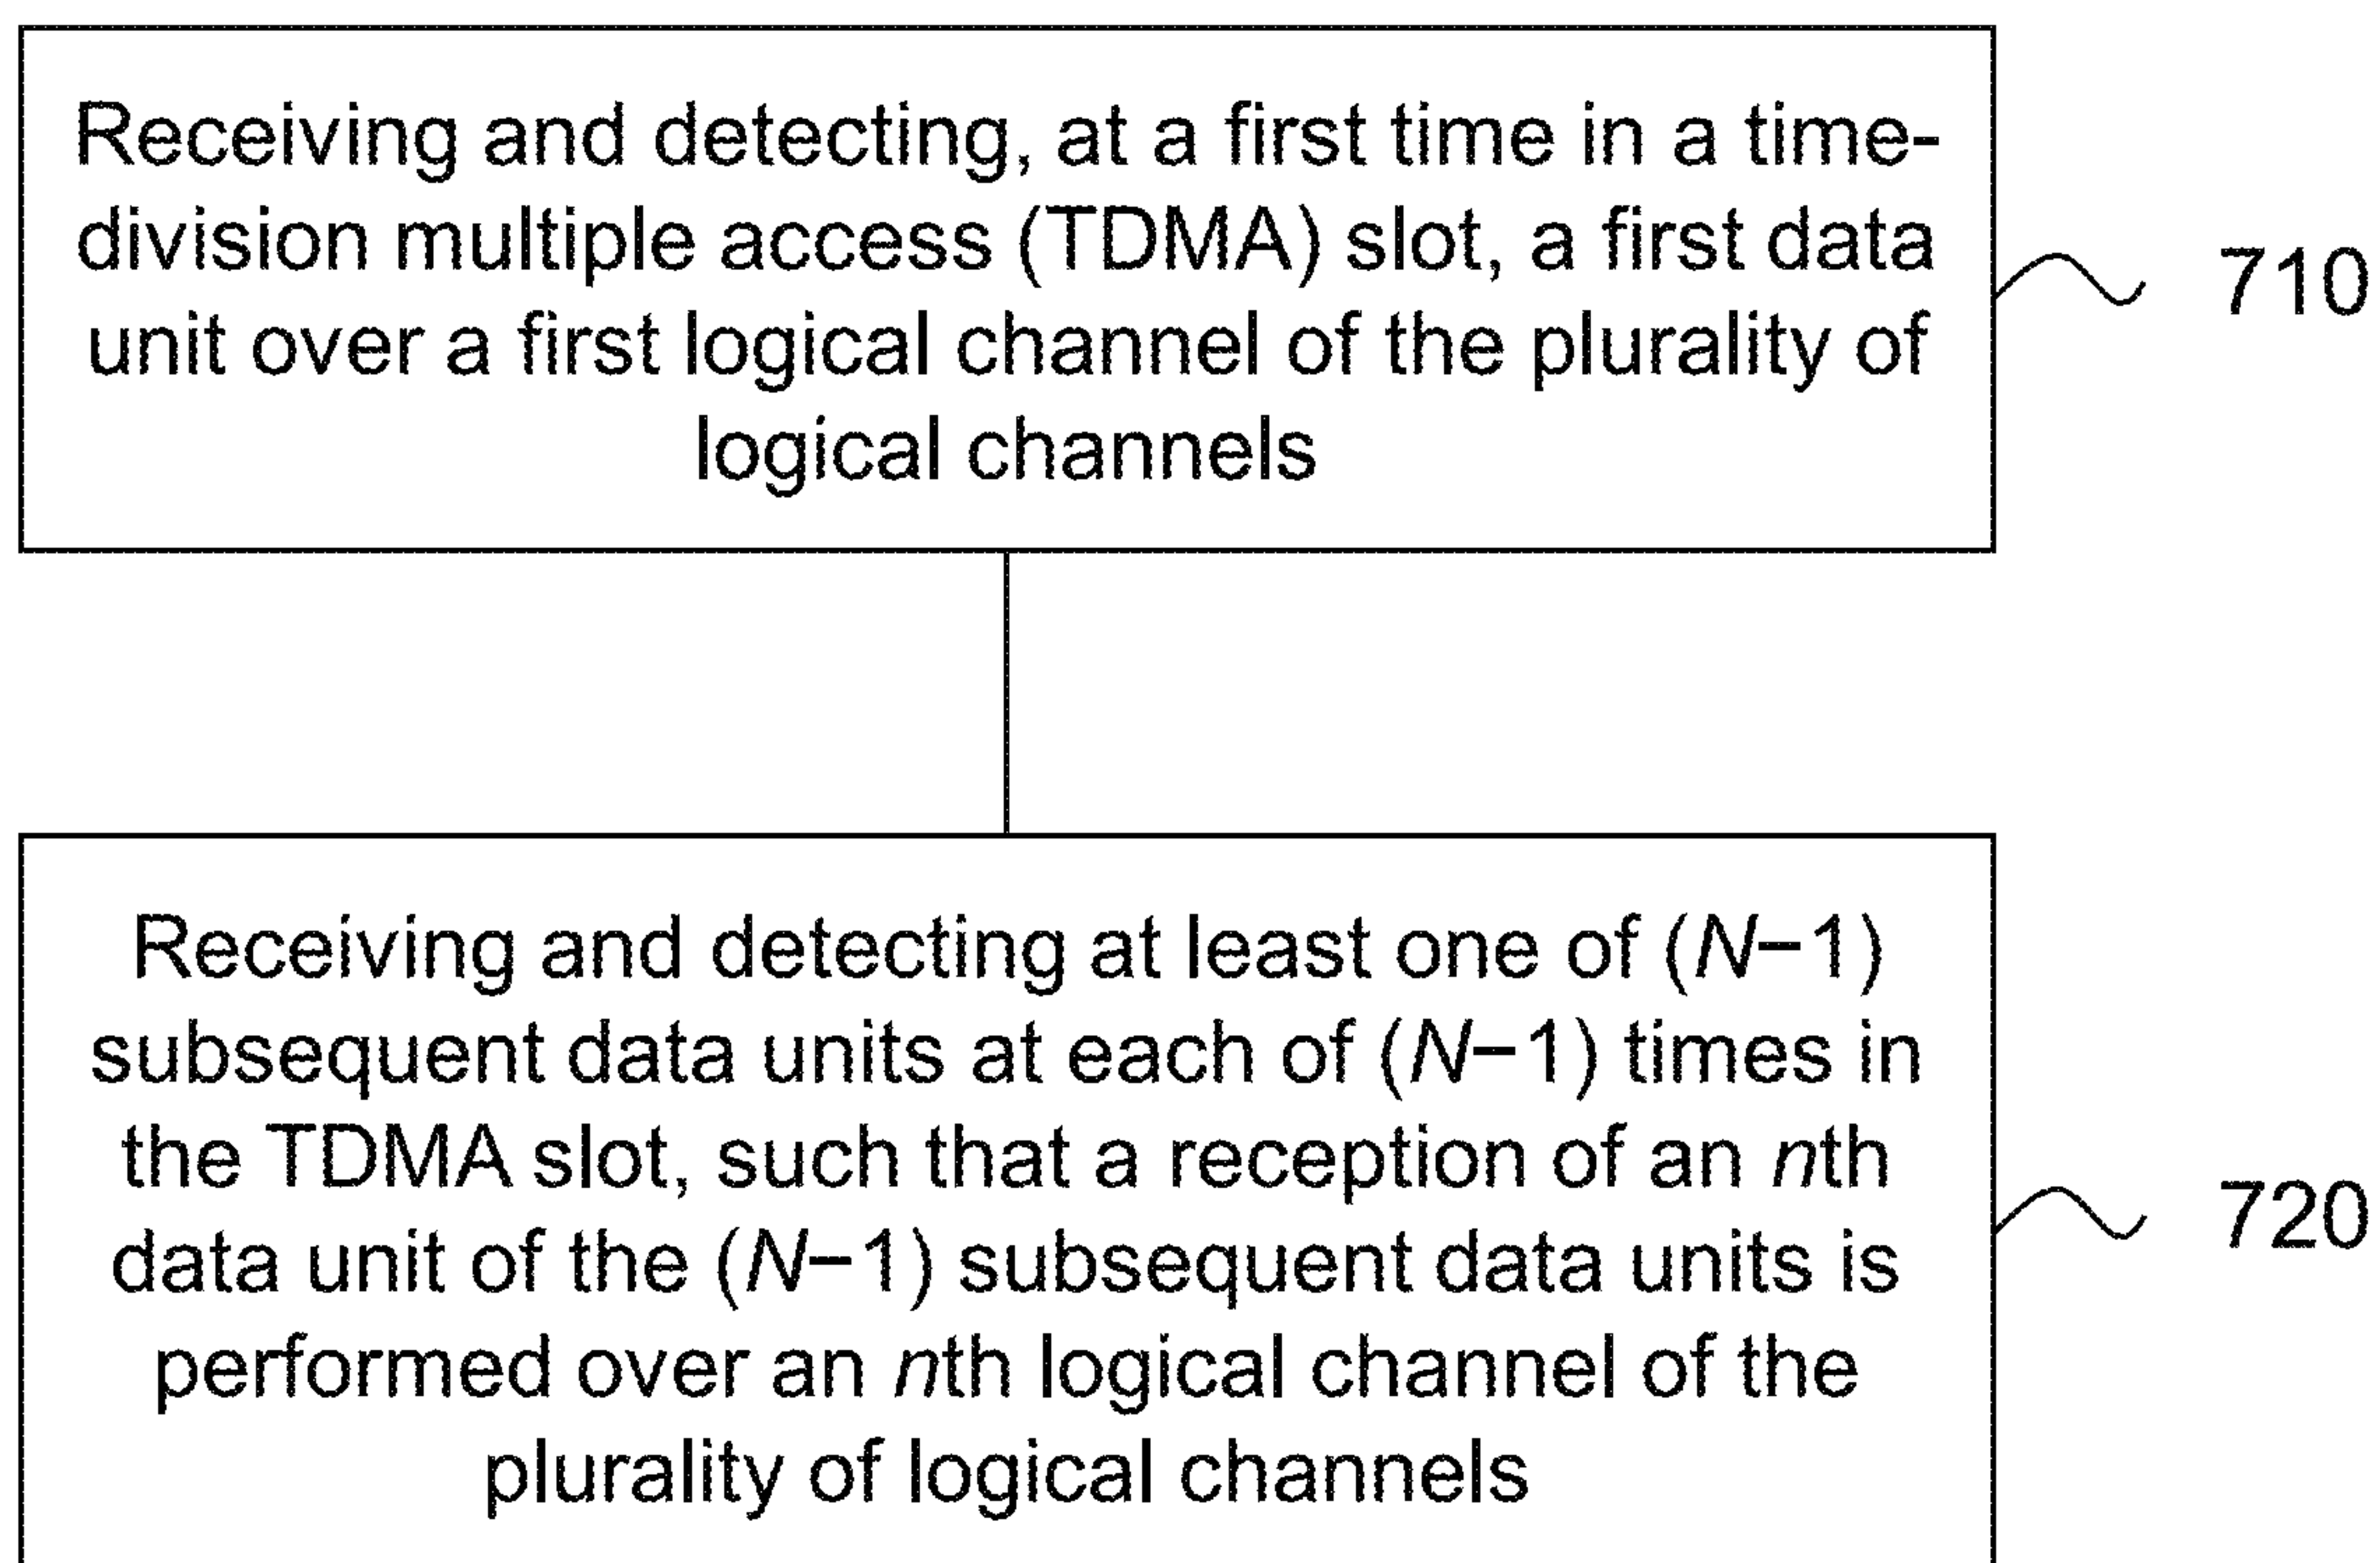 Receiving and detecting, at a first time in a time-
division multiple access (TDMA) slot, a first data
unit over a first logical channel of the plurality of
logical channels
710
Receiving and detecting at least one of (N−1)
subsequent data units at each of (N−1) times in
the TDMA slot, such that a reception of an nth
data unit of the (N−1) subsequent data units is
performed over an nth logical channel of the
plurality of logical channels
720